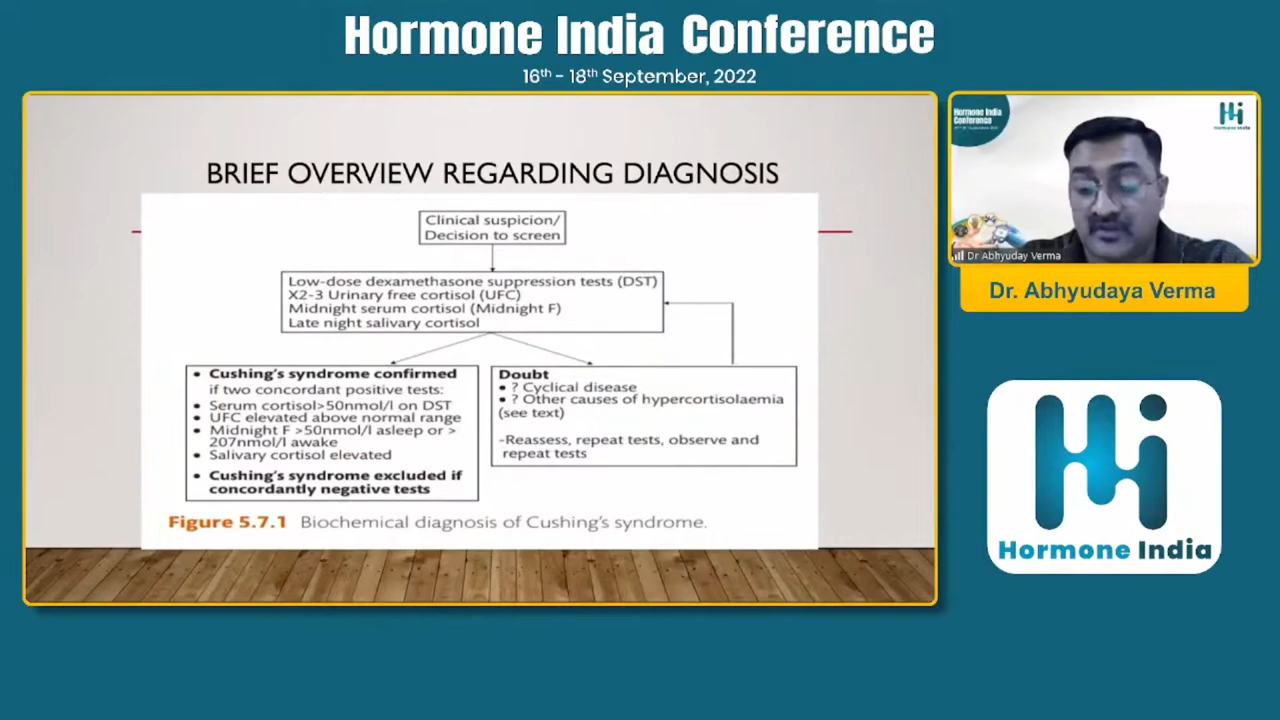 Hormone India Conference
16th - 18th September, 2022
BRIEF OVERVIEW REGARDING DIAGNOSIS
Clinical suspicion/
Decision to screen
Low-dose dexamethasone suppression tests (DST)
X2-3 Urinary free cortisol (UFC)
Midnight serum cortisol (Midnight F)
Late night salivary cortisol
• Cushing's syndrome confirmed
if two concordant positive tests:
• Serum cortisol>50nmol/l on DST
• UFC elevated above normal range
• Midnight F >50nmol/l asleep or >
207nmol/l awake
• Salivary cortisol elevated
• Cushing's syndrome excluded if
concordantly negative tests
Doubt
• ? Cyclical disease
• ? Other causes of hypercortisolaemia
(see text)
-Reassess, repeat tests, observe and
repeat tests
Figure 5.7.1 Biochemical diagnosis of Cushing's syndrome.
Hormone India
Conference
Hormone India
Dr Abhyuday Verma
Dr. Abhyudaya Verma
Hormone India